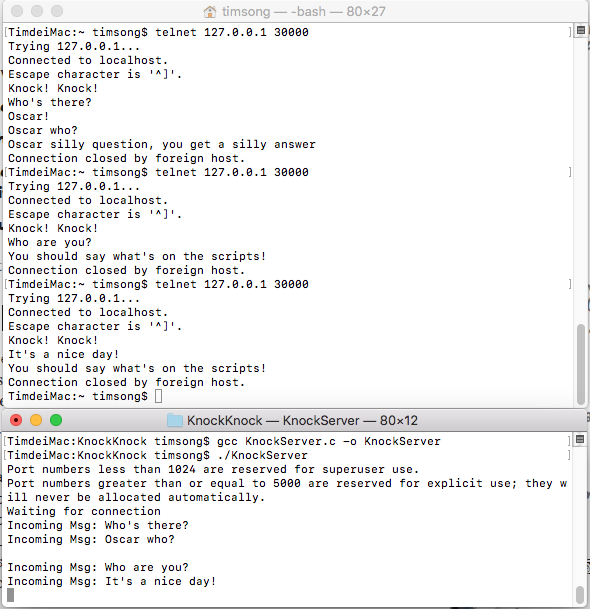 timsong — -bash — 80×27
[TimdeiMac:~ timsong$ telnet 127.0.0.1 30000 ]
Trying 127.0.0.1...
Connected to localhost.
Escape character is '^]'.
Knock! Knock!
Who's there?
Oscar!
Oscar who?
Oscar silly question, you get a silly answer
Connection closed by foreign host.
[TimdeiMac:~ timsong$ telnet 127.0.0.1 30000 ]
Trying 127.0.0.1...
Connected to localhost.
Escape character is '^]'.
Knock! Knock!
Who are you?
You should say what's on the scripts!
Connection closed by foreign host.
[TimdeiMac:~ timsong$ telnet 127.0.0.1 30000 ]
Trying 127.0.0.1...
Connected to localhost.
Escape character is '^]'.
Knock! Knock!
It's a nice day!
You should say what's on the scripts!
Connection closed by foreign host.
TimdeiMac:~ timsong$
KnockKnock — KnockServer — 80×12
[TimdeiMac:KnockKnock timsong$ gcc KnockServer.c -o KnockServer ]
[TimdeiMac:KnockKnock timsong$ ./KnockServer ]
Port numbers less than 1024 are reserved for superuser use.
Port numbers greater than or equal to 5000 are reserved for explicit use; they w
ill never be allocated automatically.
Waiting for connection
Incoming Msg: Who's there?
Incoming Msg: Oscar who?
Incoming Msg: Who are you?
Incoming Msg: It's a nice day!